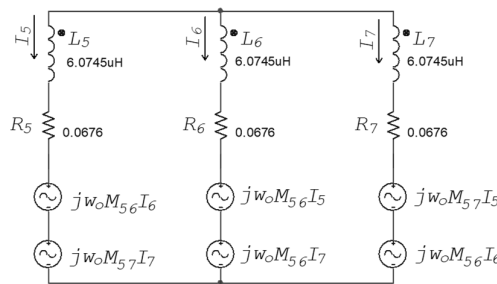 I5 L5 I6 L6 I7 L7
6.0745uH 6.0745uH 6.0745uH
R5 0.0676 R6 0.0676 R7 0.0676
jwoM56I6 jwoM56I5 jwoM57I5
jwoM57I7 jwoM56I7 jwoM56I6